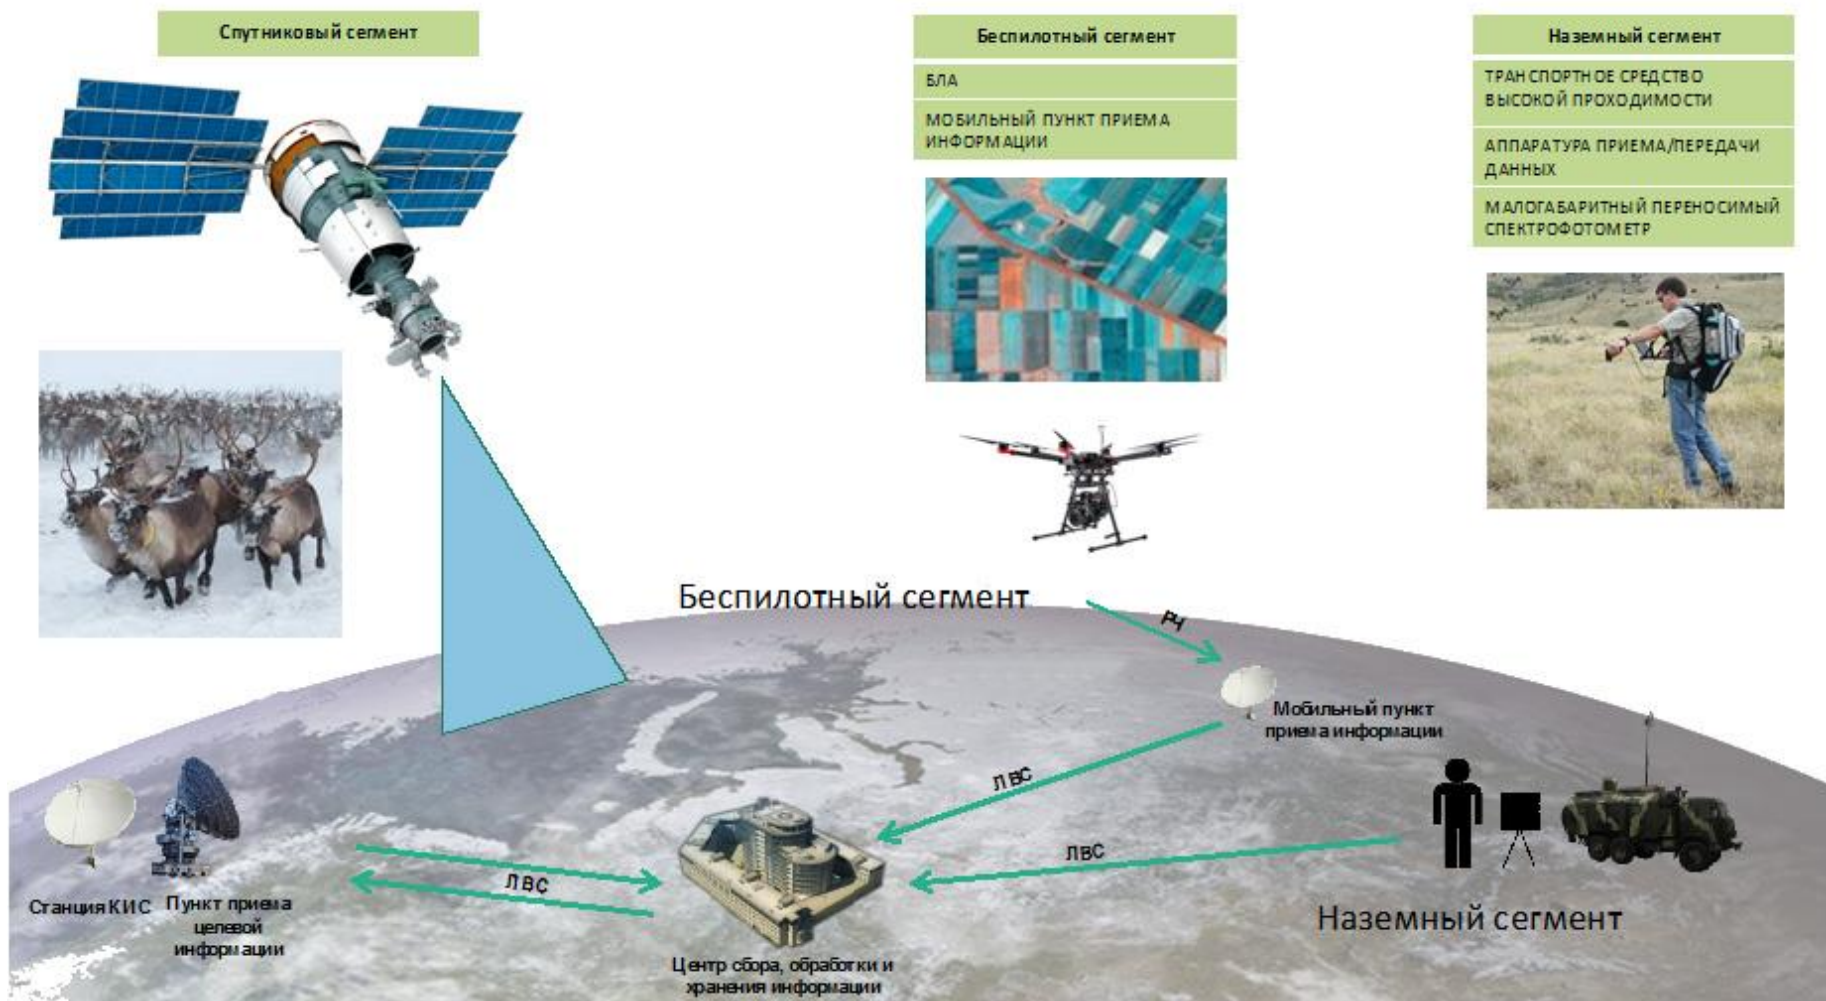 Спутниковый сегмент
Беспилотный сегмент
БЛА
МОБИЛЬНЫЙ ПУНКТ ПРИЕМА
ИНФОРМАЦИИ
Наземный сегмент
ТРАНСПОРТНОЕ СРЕДСТВО
ВЫСОКОЙ ПРОХОДИМОСТИ
АППАРАТУРА ПРИЕМА/ПЕРЕДАЧИ
ДАННЫХ
МАЛОГАБАРИТНЫЙ ПЕРЕНОСИМЫЙ
СПЕКТРОФОТОМЕТР
Беспилотный сегмент
РЧ
Мобильный пункт
приема информации
ЛВС
ЛВС
ЛВС
Станция КИС
Пункт приема
целевой
информации
Наземный сегмент
Центр сбора, обработки и
хранения информации